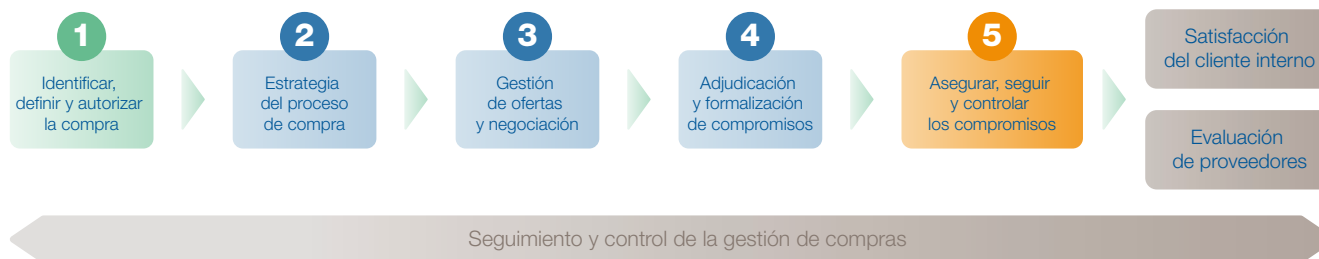 1
Identificar,
definir y autorizar
la compra
2
Estrategia
del proceso
de compra
3
Gestión
de ofertas
y negociación
4
Adjudicación
y formalización
de compromisos
5
Asegurar, seguir
y controlar
los compromisos
Satisfacción
del cliente interno
Evaluación
de proveedores
Seguimiento y control de la gestión de compras